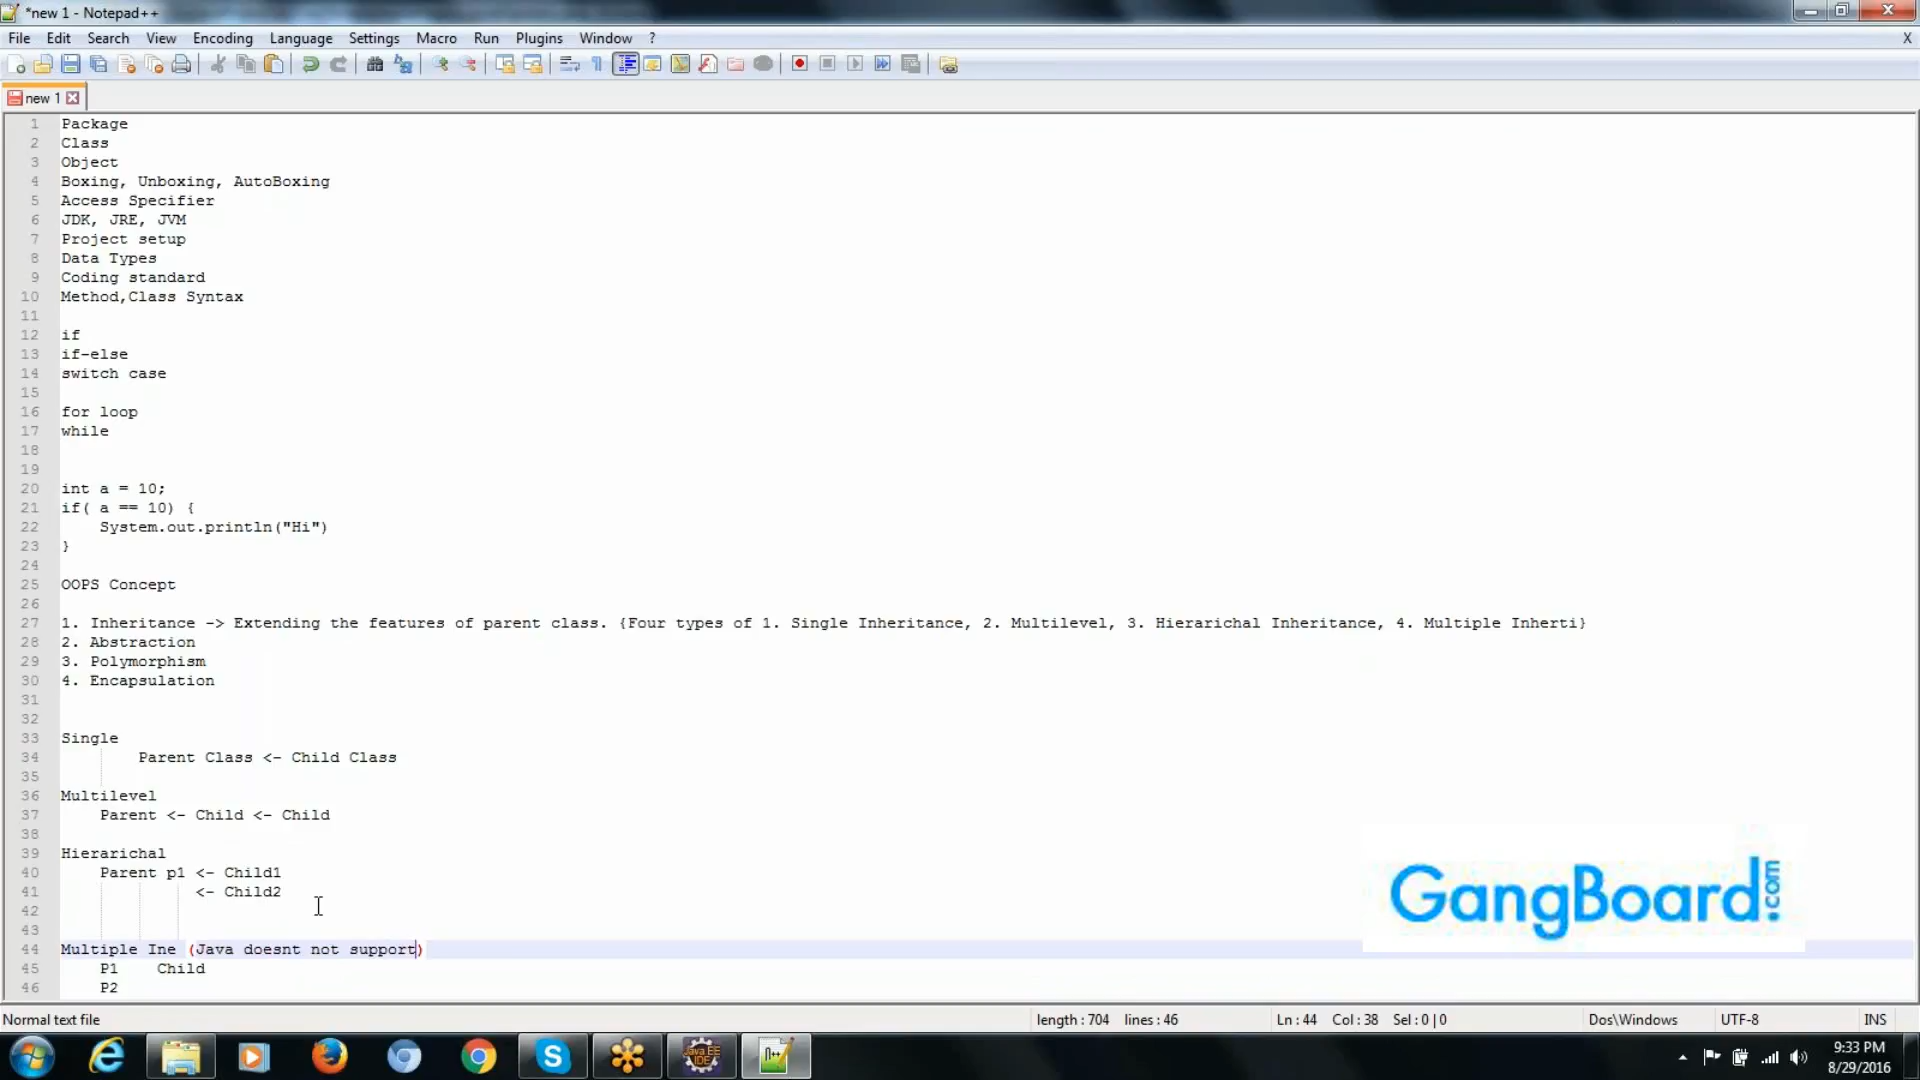 *new 1 - Notepad++
File Edit Search View Encoding Language Settings Macro Run Plugins Window ? X
new 1
1 Package
2 Class
3 Object
4 Boxing, Unboxing, AutoBoxing
5 Access Specifier
6 JDK, JRE, JVM
7 Project setup
8 Data Types
9 Coding standard
10 Method,Class Syntax
11
12 if
13 if-else
14 switch case
15
16 for loop
17 while
18
19
20 int a = 10;
21 if( a == 10) {
22 System.out.println("Hi")
23 }
24
25 OOPS Concept
26
27 1. Inheritance -> Extending the features of parent class. {Four types of 1. Single Inheritance, 2. Multilevel, 3. Hierarichal Inheritance, 4. Multiple Inherti}
28 2. Abstraction
29 3. Polymorphism
30 4. Encapsulation
31
32
33 Single
34 Parent Class <- Child Class
35
36 Multilevel
37 Parent <- Child <- Child
38
39 Hierarichal
40 Parent p1 <- Child1
41 <- Child2
42
43
44 Multiple Ine (Java doesnt not support)
45 P1 Child
46 P2
GangBoard.com
Normal text file length : 704 lines : 46 Ln : 44 Col : 38 Sel : 0 | 0 Dos\Windows UTF-8 INS
Java EE
IDE
9:33 PM
8/29/2016